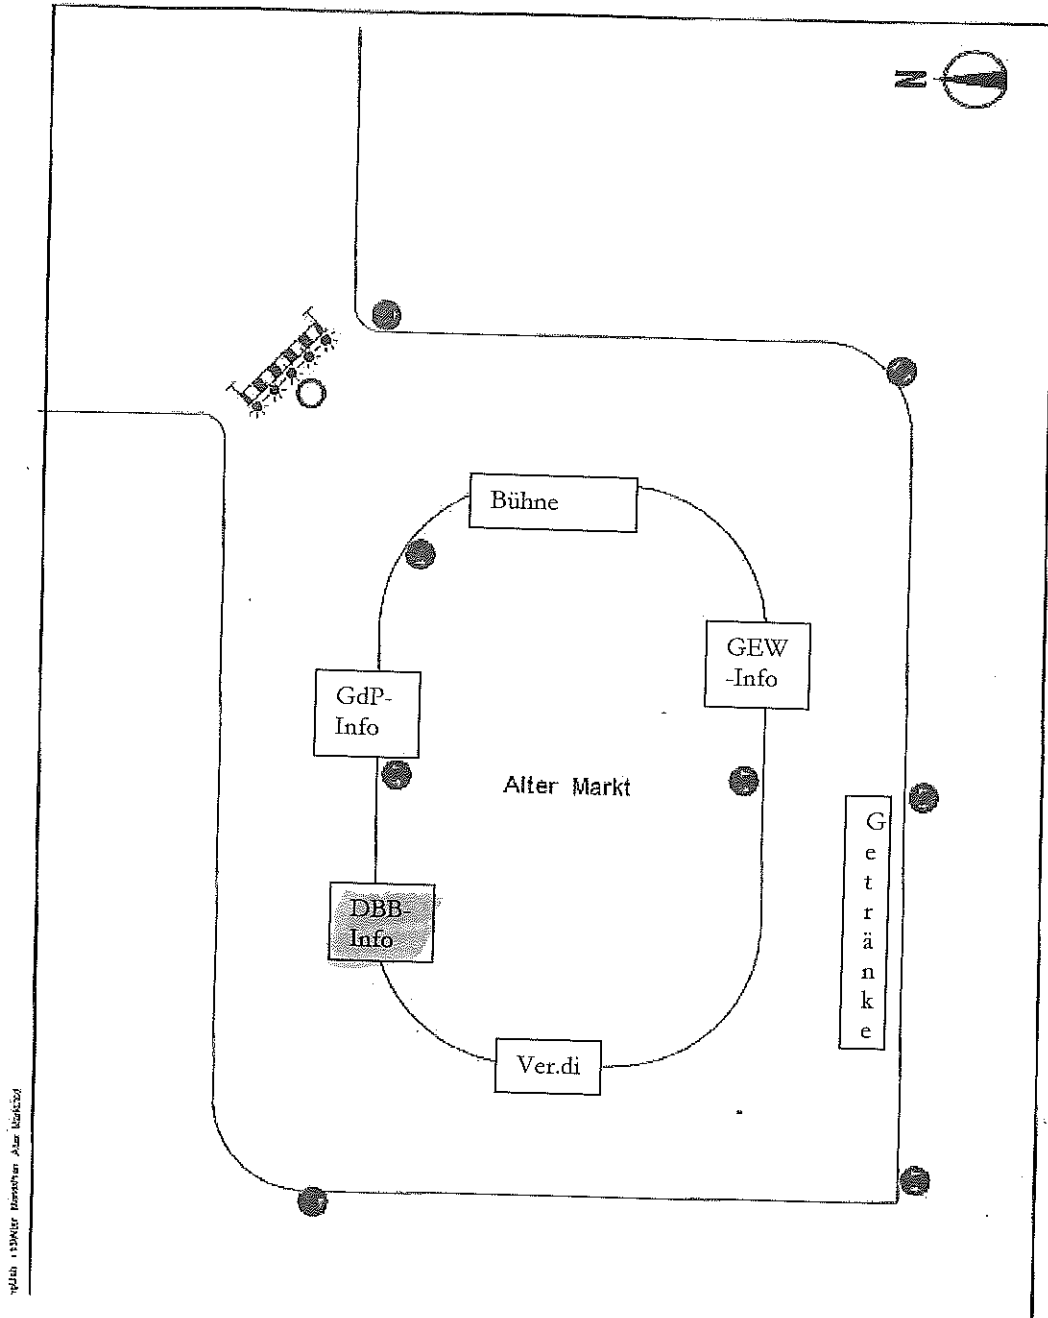 N
Bühne
GEW
-Info
GdP-
Info
Alter Markt
G
e
t
r
ä
n
k
e
DBB-
Info
Ver.di